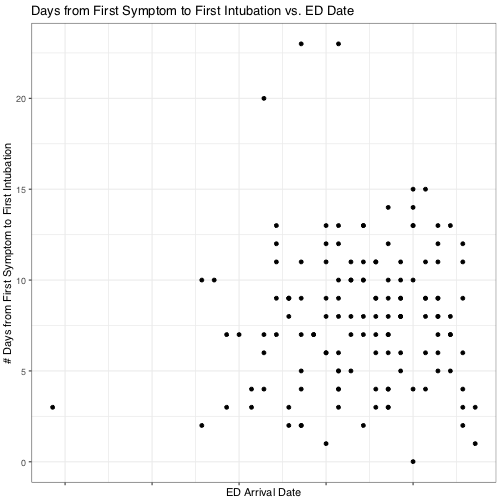 Days from First Symptom to First Intubation vs. ED Date
# Days from First Symptom to First Intubation
20
15
10
5
0
ED Arrival Date